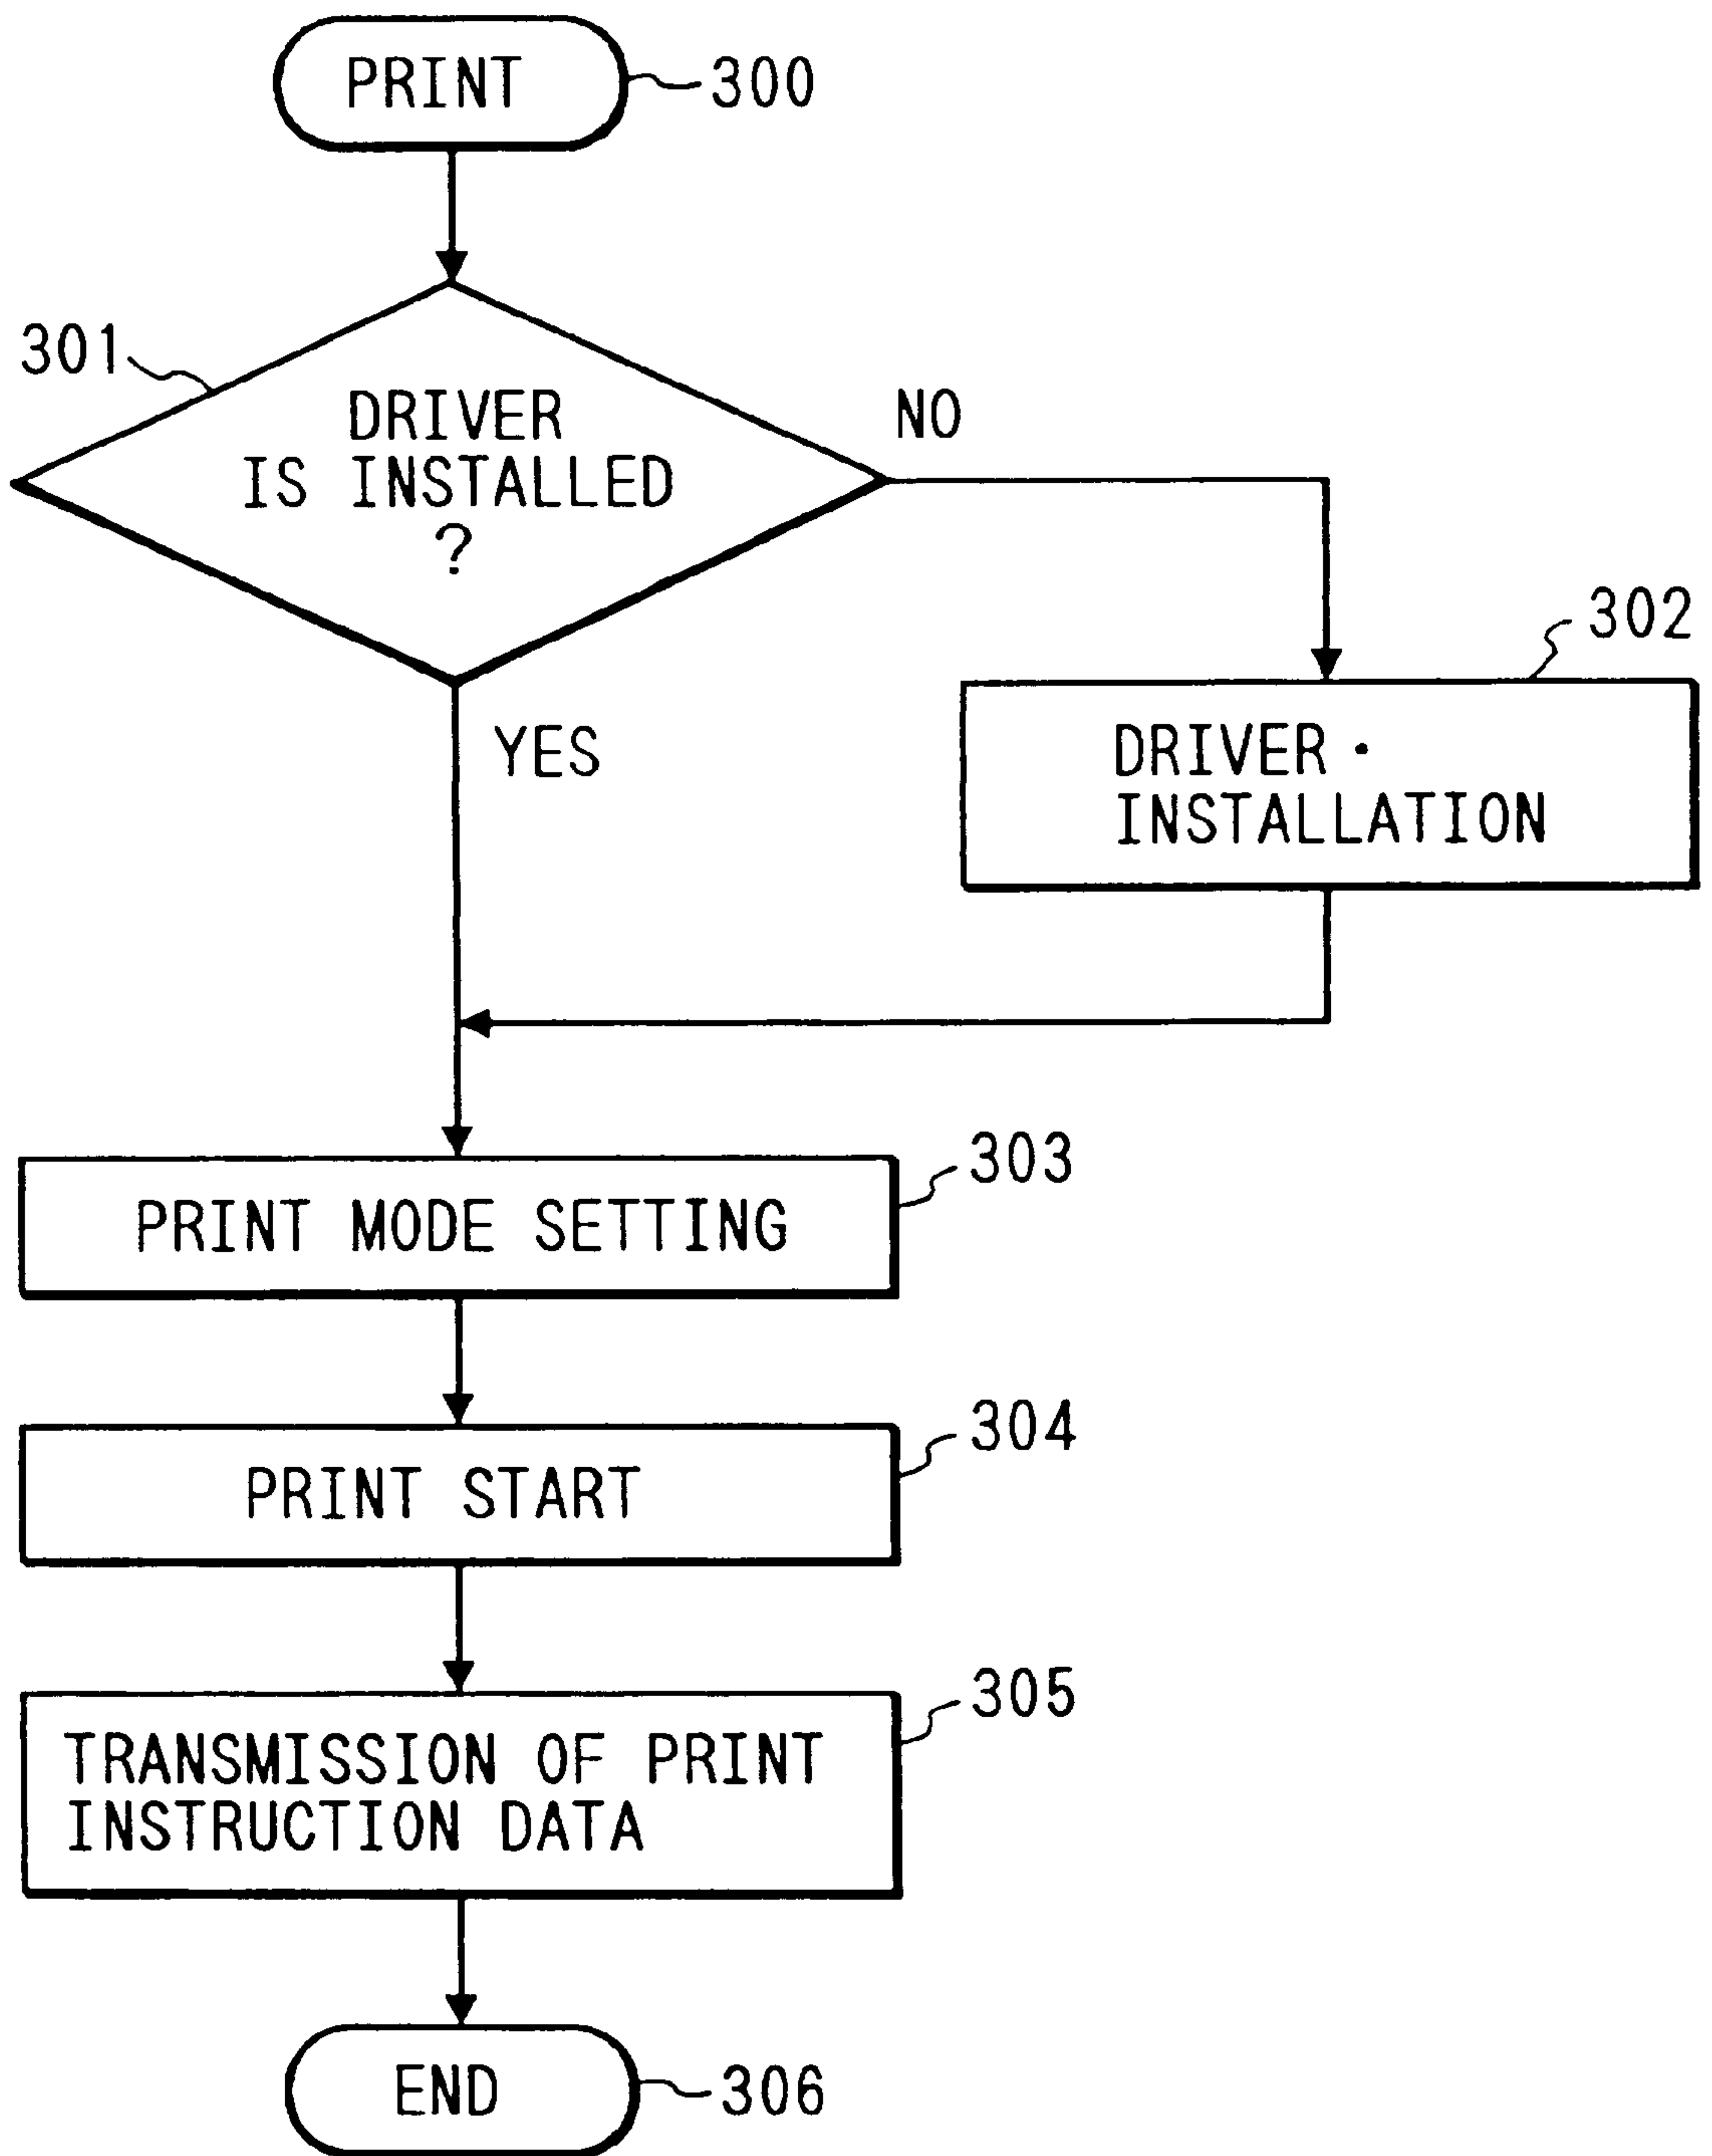 PRINT
300
301
DRIVER
IS INSTALLED
?
NO
302
YES
DRIVER·
INSTALLATION
303
PRINT MODE SETTING
304
PRINT START
305
TRANSMISSION OF PRINT
INSTRUCTION DATA
END
306